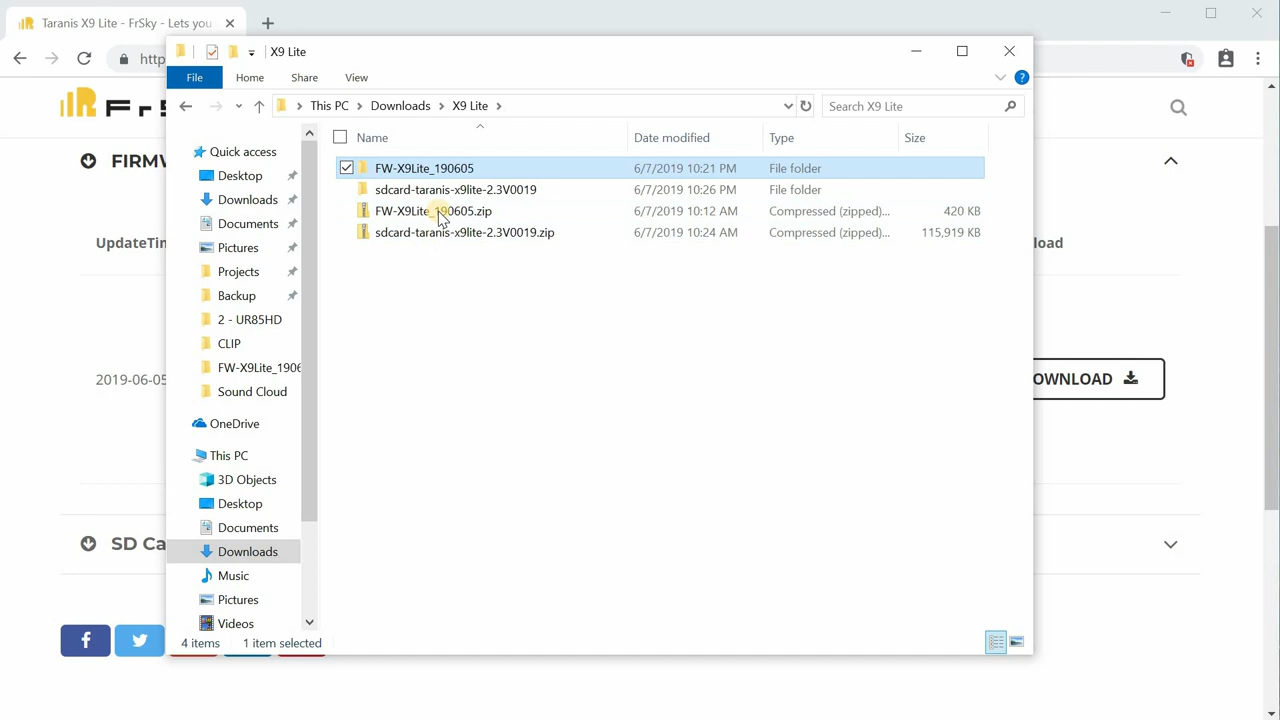 Taranis X9 Lite - FrSky - Lets you
http
X9 Lite
File
Home
Share
View
This PC
Downloads
X9 Lite
Search X9 Lite
Name
Date modified
Type
Size
FW-X9Lite_190605
6/7/2019 10:21 PM
File folder
sdcard-taranis-x9lite-2.3V0019
6/7/2019 10:26 PM
File folder
FW-X9Lite_190605.zip
6/7/2019 10:12 AM
Compressed (zipped)...
420 KB
sdcard-taranis-x9lite-2.3V0019.zip
6/7/2019 10:24 AM
Compressed (zipped)...
115,919 KB
Quick access
Desktop
Downloads
Documents
Pictures
Projects
Backup
2 - UR85HD
CLIP
FW-X9Lite_1906
Sound Cloud
OneDrive
This PC
3D Objects
Desktop
Documents
Downloads
Music
Pictures
Videos
4 items
1 item selected
FrS
FIRMW
UpdateTim
load
2019-06-05
OWNLOAD
SD Ca